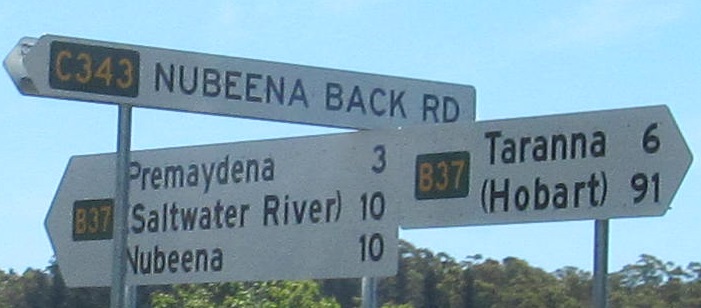 C343 NUBEENA BACK RD
Premaydena 3
B37 (Saltwater River) 10
Nubeena 10
B37 Taranna 6
(Hobart) 91